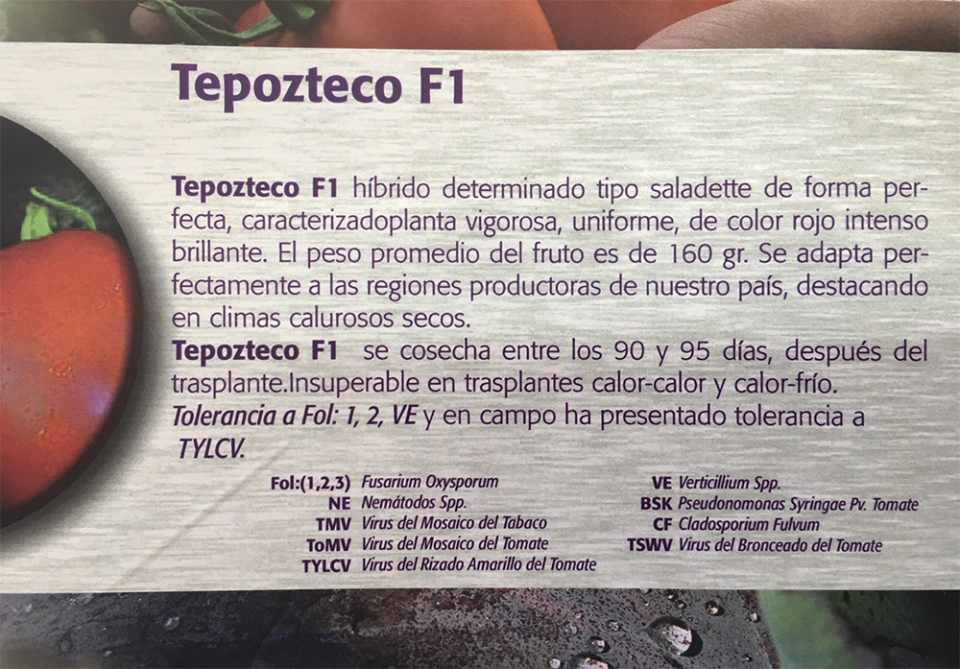 Tepozteco F1
Tepozteco F1 híbrido determinado tipo saladette de forma per-
fecta, caracterizadoplanta vigorosa, uniforme, de color rojo intenso
brillante. El peso promedio del fruto es de 160 gr. Se adapta per-
fectamente a las regiones productoras de nuestro país, destacando
en climas calurosos secos.
Tepozteco F1 se cosecha entre los 90 y 95 días, después del
trasplante.Insuperable en trasplantes calor-calor y calor-frío.
Tolerancia a Fol: 1, 2, VE y en campo ha presentado tolerancia a
TYLCV.
Fol:(1,2,3) Fusarium Oxysporum
NE Nemátodos Spp.
TMV Virus del Mosaico del Tabaco
ToMV Virus del Mosaico del Tomate
TYLCV Virus del Rizado Amarillo del Tomate
VE Verticillium Spp.
BSK Pseudonomonas Syringae Pv. Tomate
CF Cladosporium Fulvum
TSWV Virus del Bronceado del Tomate